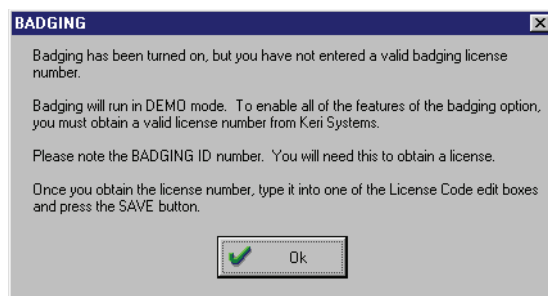 BADGING
Badging has been turned on, but you have not entered a valid badging license
number.
Badging will run in DEMO mode. To enable all of the features of the badging option,
you must obtain a valid license number from Keri Systems.
Please note the BADGING ID number. You will need this to obtain a license.
Once you obtain the license number, type it into one of the License Code edit boxes
and press the SAVE button.
Ok